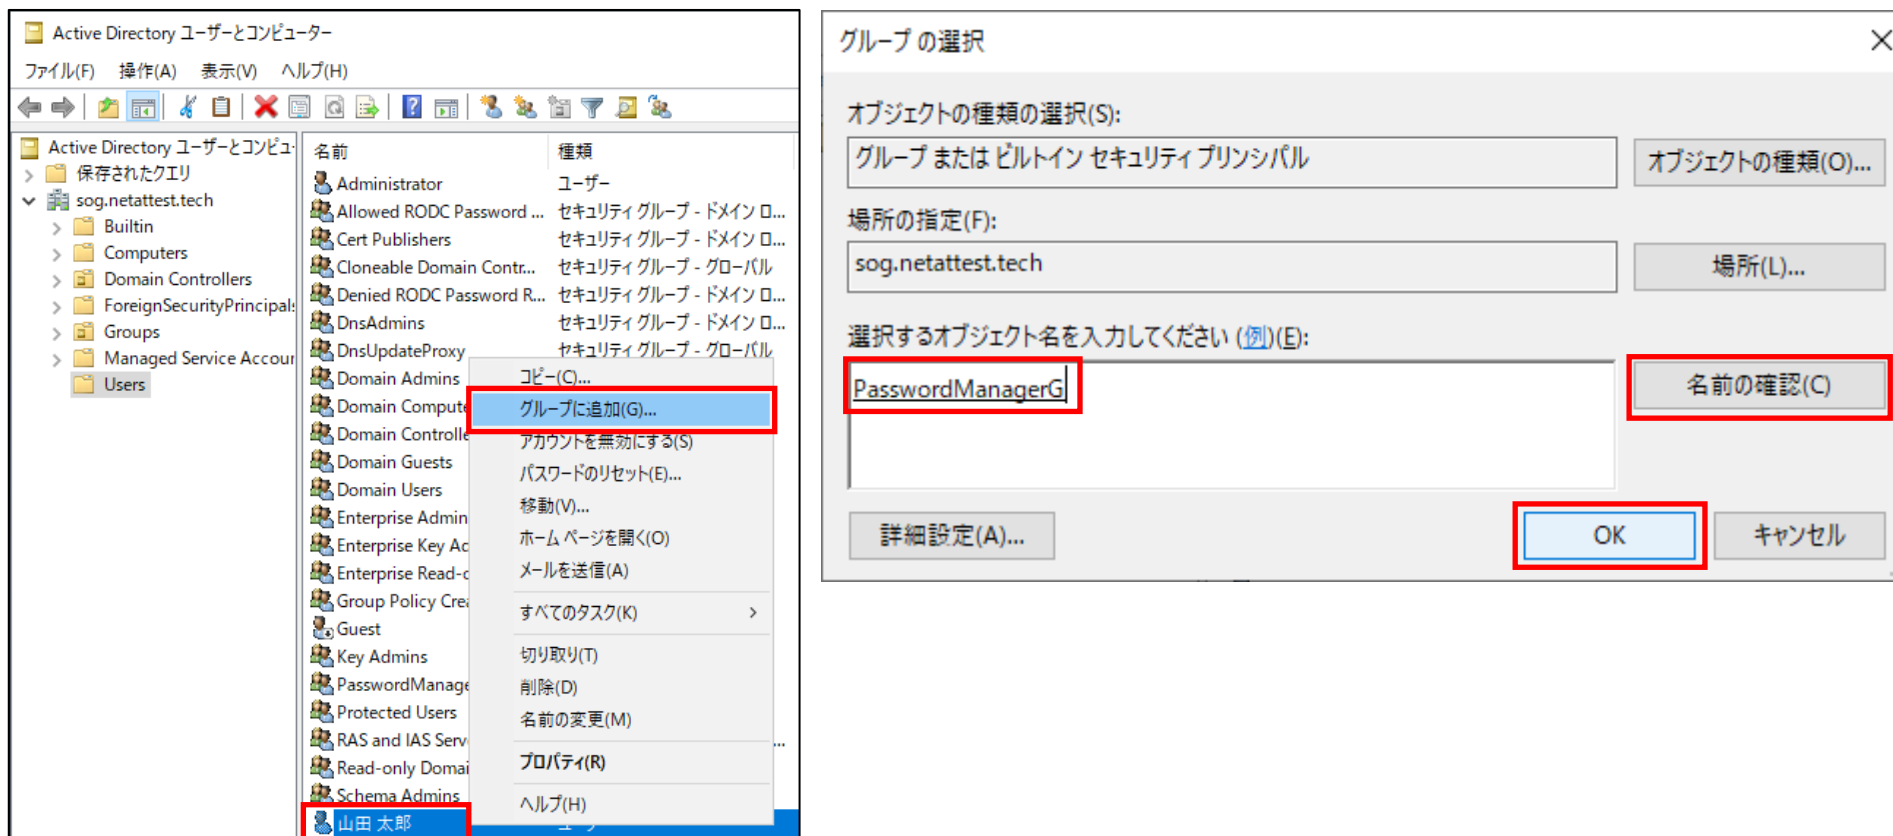 Active Directory ユーザーとコンピューター
ファイル(F) 操作(A) 表示(V) ヘルプ(H)
Active Directory ユーザーとコンピュ
保存されたクエリ
sog.netattest.tech
Builtin
Computers
Domain Controllers
ForeignSecurityPrincipals
Groups
Managed Service Accour
Users
名前 種類
Administrator ユーザー
Allowed RODC Password ... セキュリティ グループ - ドメイン ロ...
Cert Publishers セキュリティ グループ - ドメイン ロ...
Cloneable Domain Contr... セキュリティ グループ - グローバル
Denied RODC Password R... セキュリティ グループ - ドメイン ロ...
DnsAdmins セキュリティ グループ - ドメイン ロ...
DnsUpdateProxy セキュリティ グループ - グローバル
Domain Admins
Domain Compute
Domain Controlle
Domain Guests
Domain Users
Enterprise Admin
Enterprise Key Ac
Enterprise Read-c
Group Policy Crea
Guest
Key Admins
PasswordManage
Protected Users
RAS and IAS Serv ...
Read-only Domai
Schema Admins
山田 太郎
コピー(C)...
グループに追加(G)...
アカウントを無効にする(S)
パスワードのリセット(E)...
移動(V)...
ホーム ページを開く(O)
メールを送信(A)
すべてのタスク(K)
切り取り(T)
削除(D)
名前の変更(M)
プロパティ(R)
ヘルプ(H)
グループ の選択
オブジェクトの種類の選択(S):
グループ または ビルトイン セキュリティ プリンシパル
オブジェクトの種類(O)...
場所の指定(F):
sog.netattest.tech
場所(L)...
選択するオブジェクト名を入力してください (例)(E):
PasswordManagerG
名前の確認(C)
詳細設定(A)...
OK
キャンセル